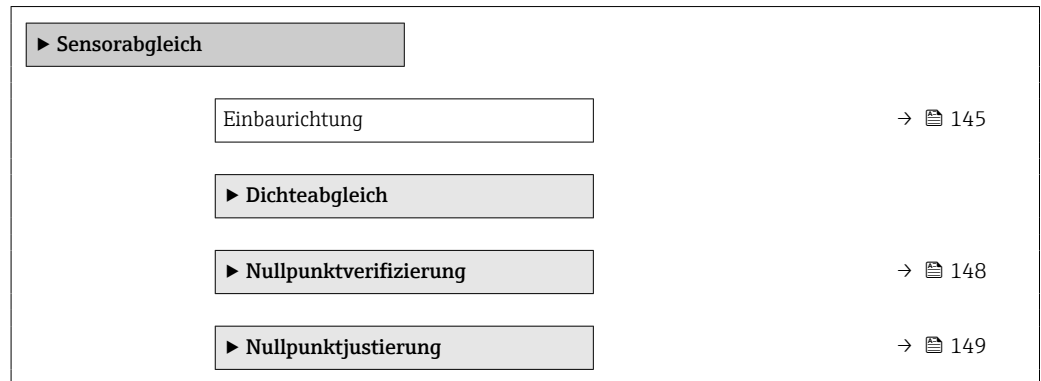 ▶ Sensorabgleich
Einbaurichtung → 145
▶ Dichteabgleich
▶ Nullpunktverifizierung → 148
▶ Nullpunktjustierung → 149